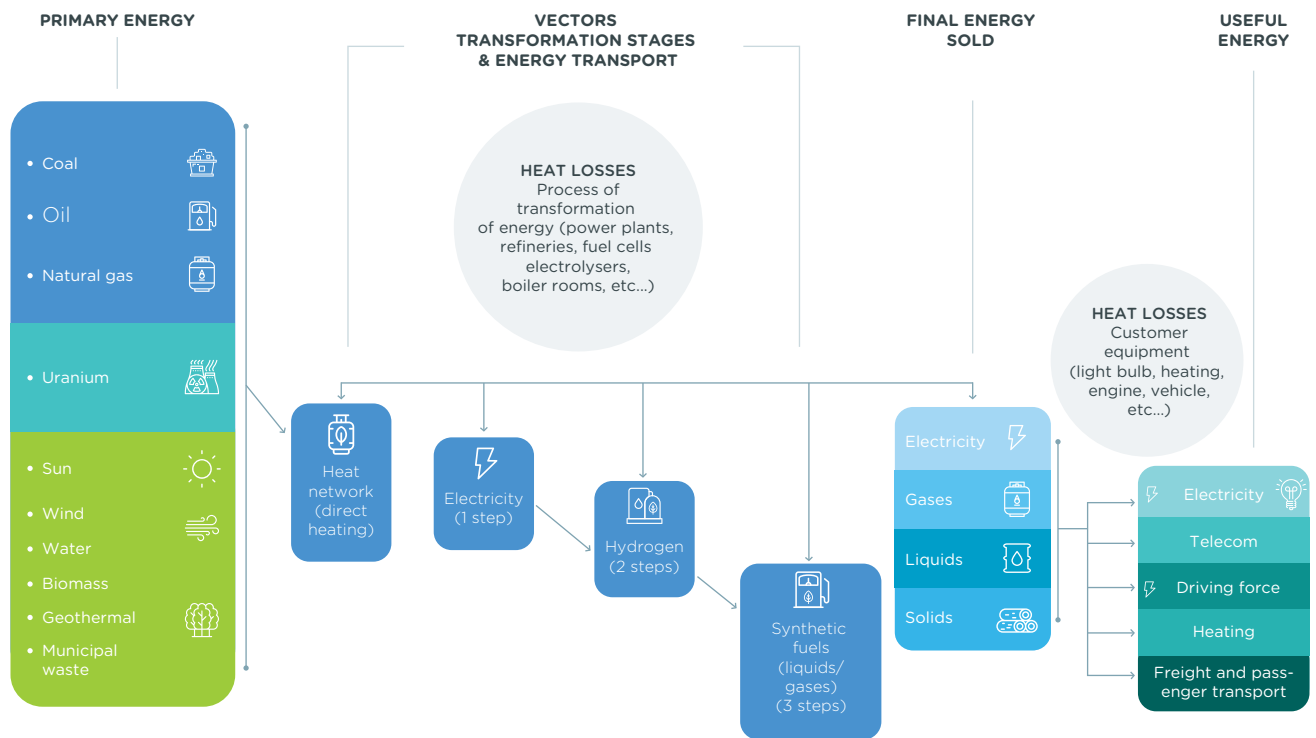 PRIMARY ENERGY
VECTORS
TRANSFORMATION STAGES
& ENERGY TRANSPORT
FINAL ENERGY
SOLD
USEFUL
ENERGY
• Coal
• Oil
• Natural gas
• Uranium
• Sun
• Wind
• Water
• Biomass
• Geothermal
• Municipal
waste
HEAT LOSSES
Process of
transformation
of energy (power plants,
refineries, fuel cells
electrolysers,
boiler rooms, etc...)
HEAT LOSSES
Customer
equipment
(light bulb, heating,
engine, vehicle,
etc...)
Heat
network
(direct
heating)
Electricity
(1 step)
Hydrogen
(2 steps)
Synthetic
fuels
(liquids/
gases)
(3 steps)
Electricity
Gases
Liquids
Solids
Electricity
Telecom
Driving force
Heating
Freight and pass-
enger transport